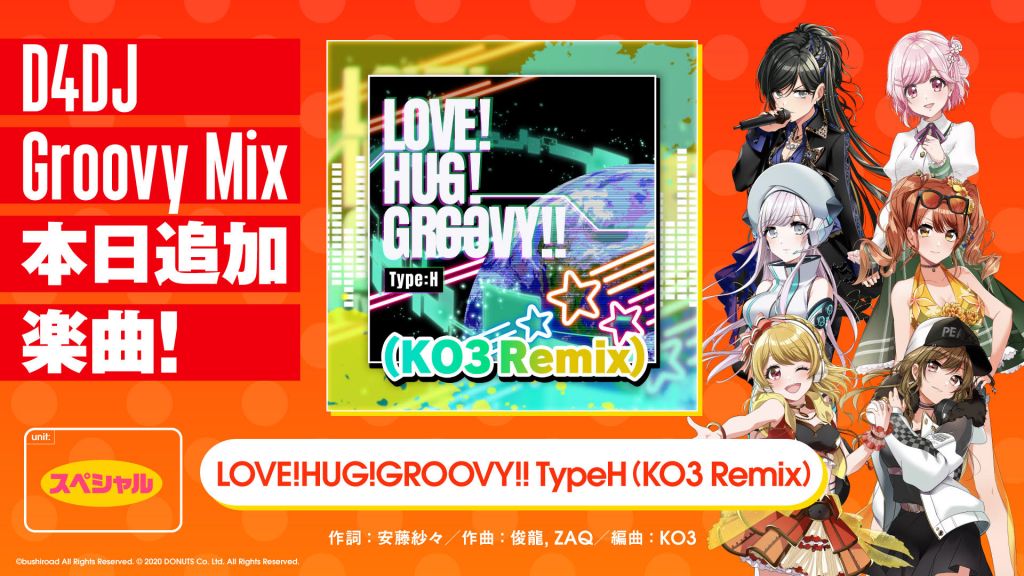 D4DJ
Groovy Mix
本日追加
楽曲!
LOVE!
HUG!
GROOVY!!
Type:H
(KO3 Remix)
PE
unit:
スペシャル
LOVE!HUG!GROOVY!! TypeH(KO3 Remix)
作詞：安藤紗々／作曲：俊龍, ZAQ／編曲：KO3
©bushiroad All Rights Reserved. © 2020 DONUTS Co. Ltd. All Rights Reserved.